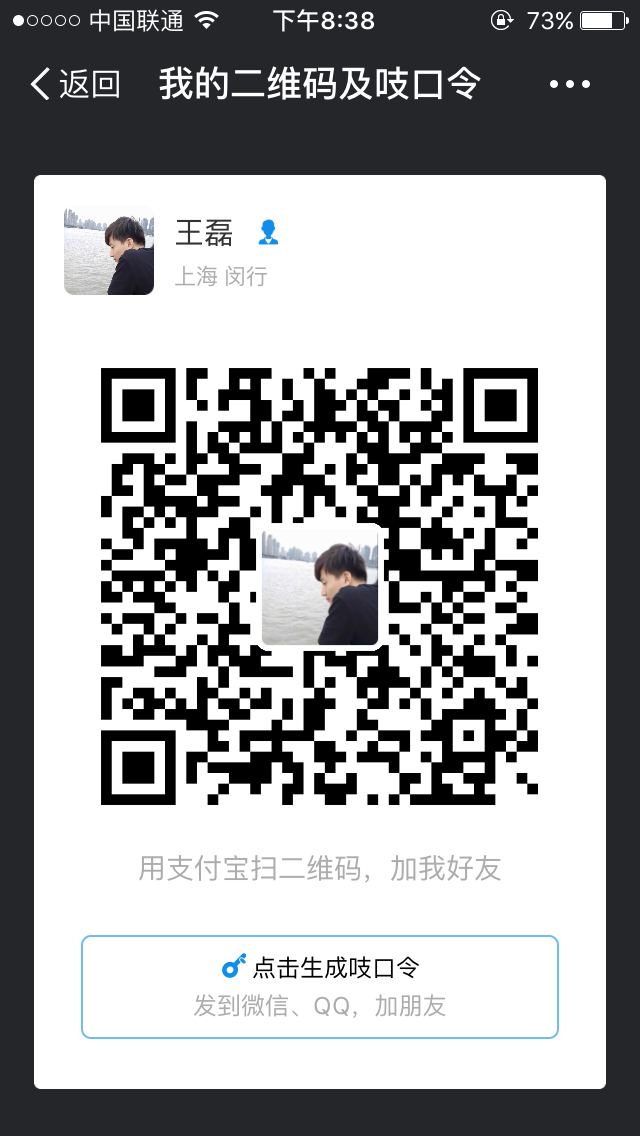 中国联通 下午8:38 73%
返回 我的二维码及吱口令
王磊
上海 闵行
用支付宝扫二维码，加我好友
点击生成吱口令
发到微信、QQ，加朋友